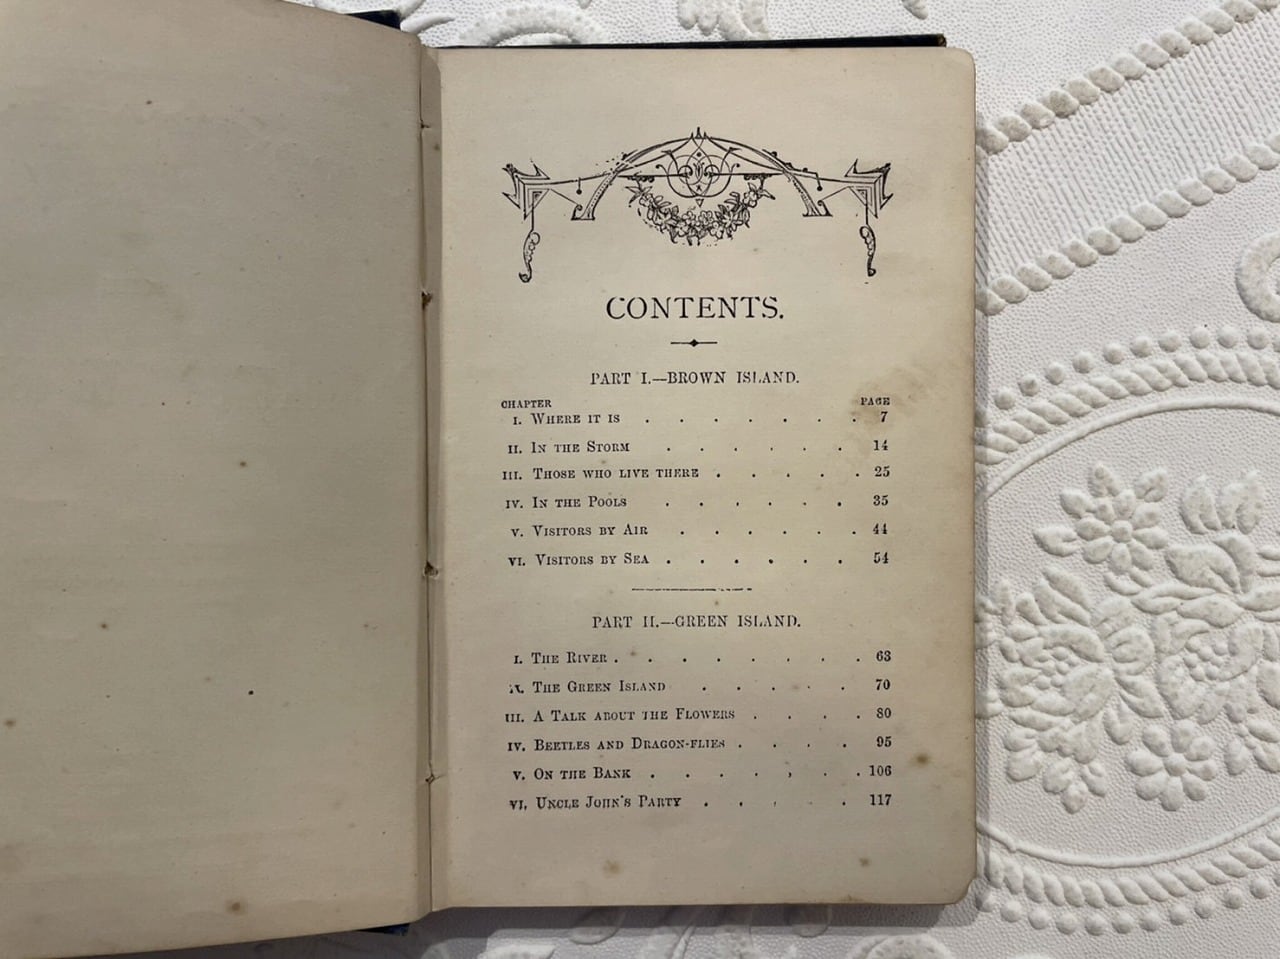 CONTENTS.
PART I.—BROWN ISLAND.
CHAPTER PAGE
I. WHERE IT IS . . . . . . . 7
II. IN THE STORM . . . . . . 14
III. THOSE WHO LIVE THERE . . . . . 25
IV. IN THE POOLS . . . . . . 35
V. VISITORS BY AIR . . . . . . 44
VI. VISITORS BY SEA . . . . . . 54
PART II.—GREEN ISLAND.
I. THE RIVER . . . . . . . 63
II. THE GREEN ISLAND . . . . . 70
III. A TALK ABOUT THE FLOWERS . . . . 80
IV. BEETLES AND DRAGON-FLIES . . . . 95
V. ON THE BANK . . . . . . . 106
VI. UNCLE JOHN'S PARTY . . . . . 117